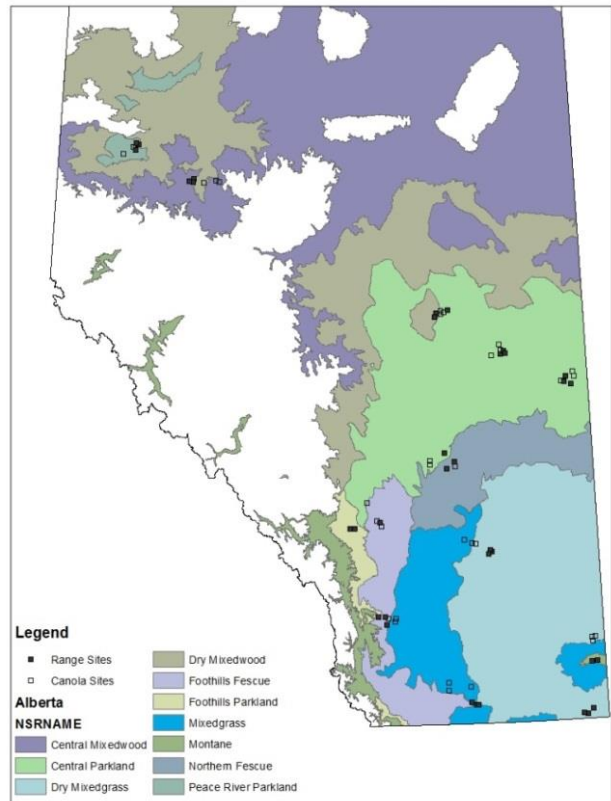 Legend
Range Sites
Canola Sites
Alberta
NSRNAME
Central Mixedwood
Central Parkland
Dry Mixedgrass
Dry Mixedwood
Foothills Fescue
Foothills Parkland
Mixedgrass
Montane
Northern Fescue
Peace River Parkland